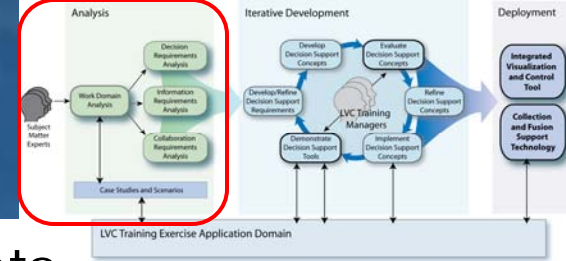 Analysis
Iterative Development
Deployment
Subject
Matter
Experts
Work Domain
Analysis
Decision
Requirements
Analysis
Information
Requirements
Analysis
Collaboration
Requirements
Analysis
Case Studies and Scenarios
Develop
Decision Support
Concepts
Evaluate
Decision Support
Concepts
Develop/Refine
Decision Support
Requirements
LVC Training
Managers
Refine
Decision Support
Concepts
Demonstrate
Decision Support
Tools
Implement
Decision Support
Concepts
Integrated
Visualization
and Control
Tool
Collection
and Fusion
Support
Technology
LVC Training Exercise Application Domain